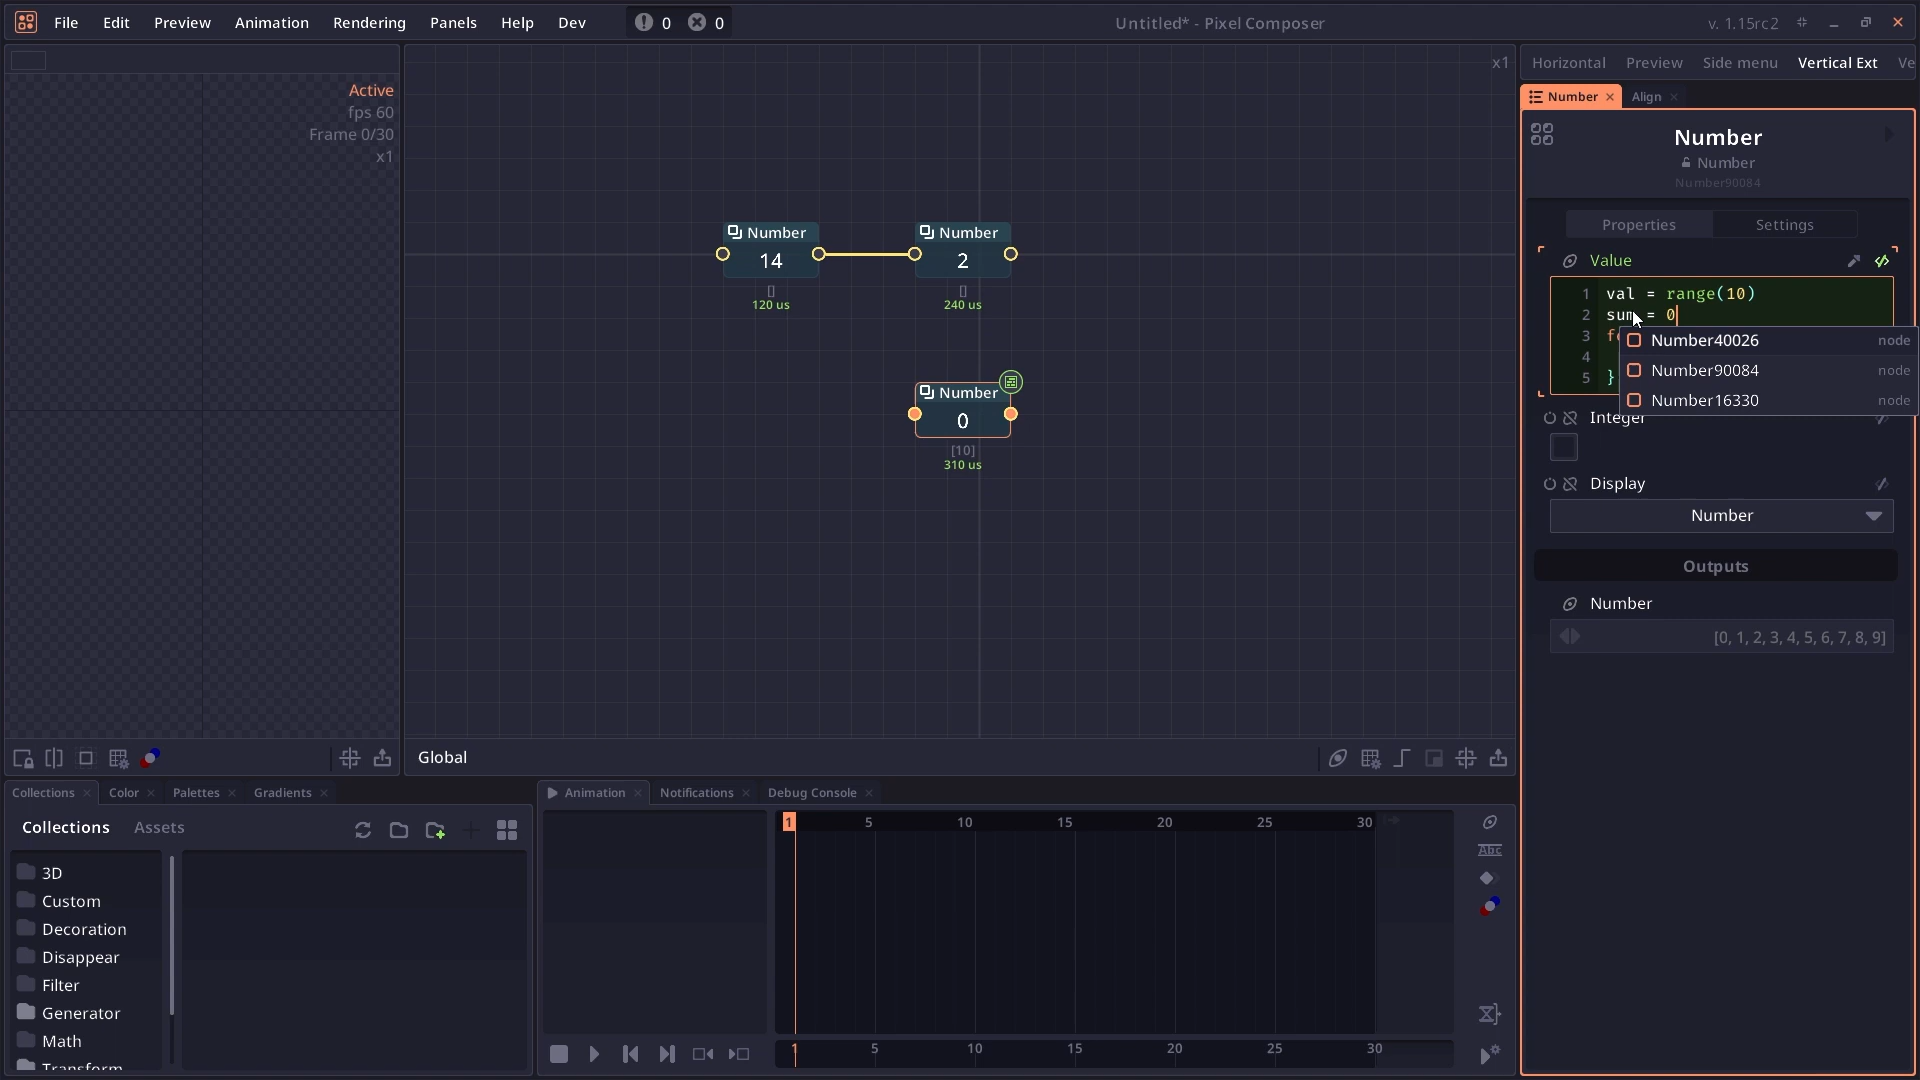 File Edit Preview Animation Rendering Panels Help Dev 0 0 Untitled* - Pixel Composer v. 1.15rc2
Active
fps 60
Frame 0/30
x1
x1
Number
14
[]
120 us
Number
2
[]
240 us
Number
0
[10]
310 us
Global
Horizontal Preview Side menu Vertical Ext Ve
Number Align
Number
Number
Number90084
Properties Settings
Value
1 val = range(10)
2 sum = 0
3 f
4
5 }
Number40026 node
Number90084 node
Number16330 node
Integer
Display
Number
Outputs
Number
[0, 1, 2, 3, 4, 5, 6, 7, 8, 9]
Collections Color Palettes Gradients
Collections Assets
3D
Custom
Decoration
Disappear
Filter
Generator
Math
Transform
Animation Notifications Debug Console
1 5 10 15 20 25 30
Abc
1 5 10 15 20 25 30